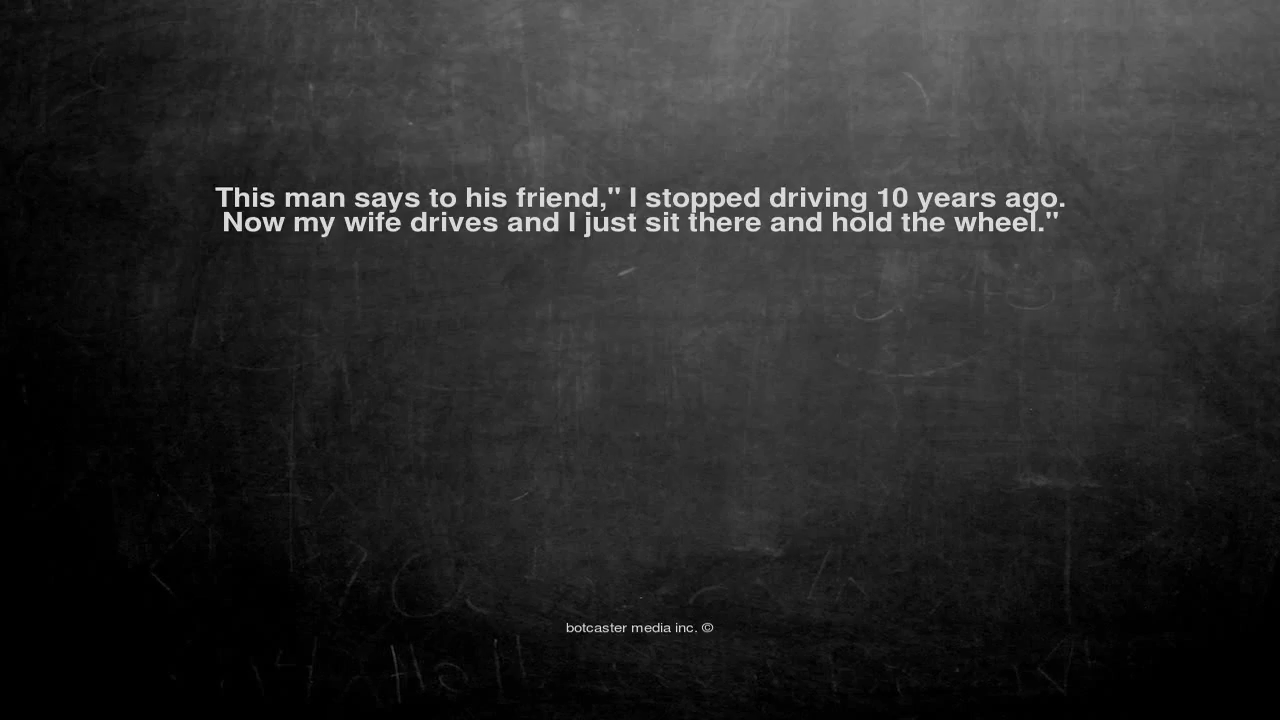 This man says to his friend," I stopped driving 10 years ago.
Now my wife drives and I just sit there and hold the wheel."
botcaster media inc. ©